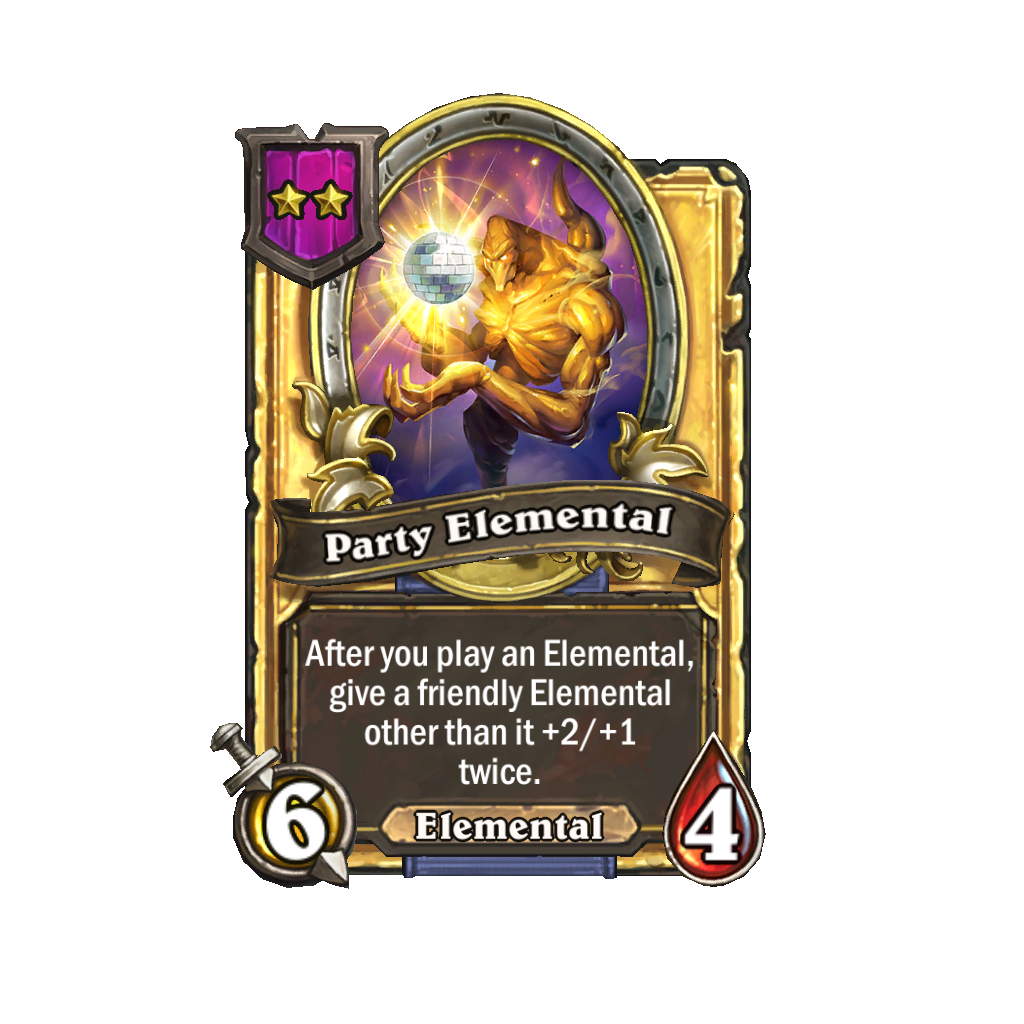 Party Elemental
After you play an Elemental,
give a friendly Elemental
other than it +2/+1
twice.
6
Elemental
4